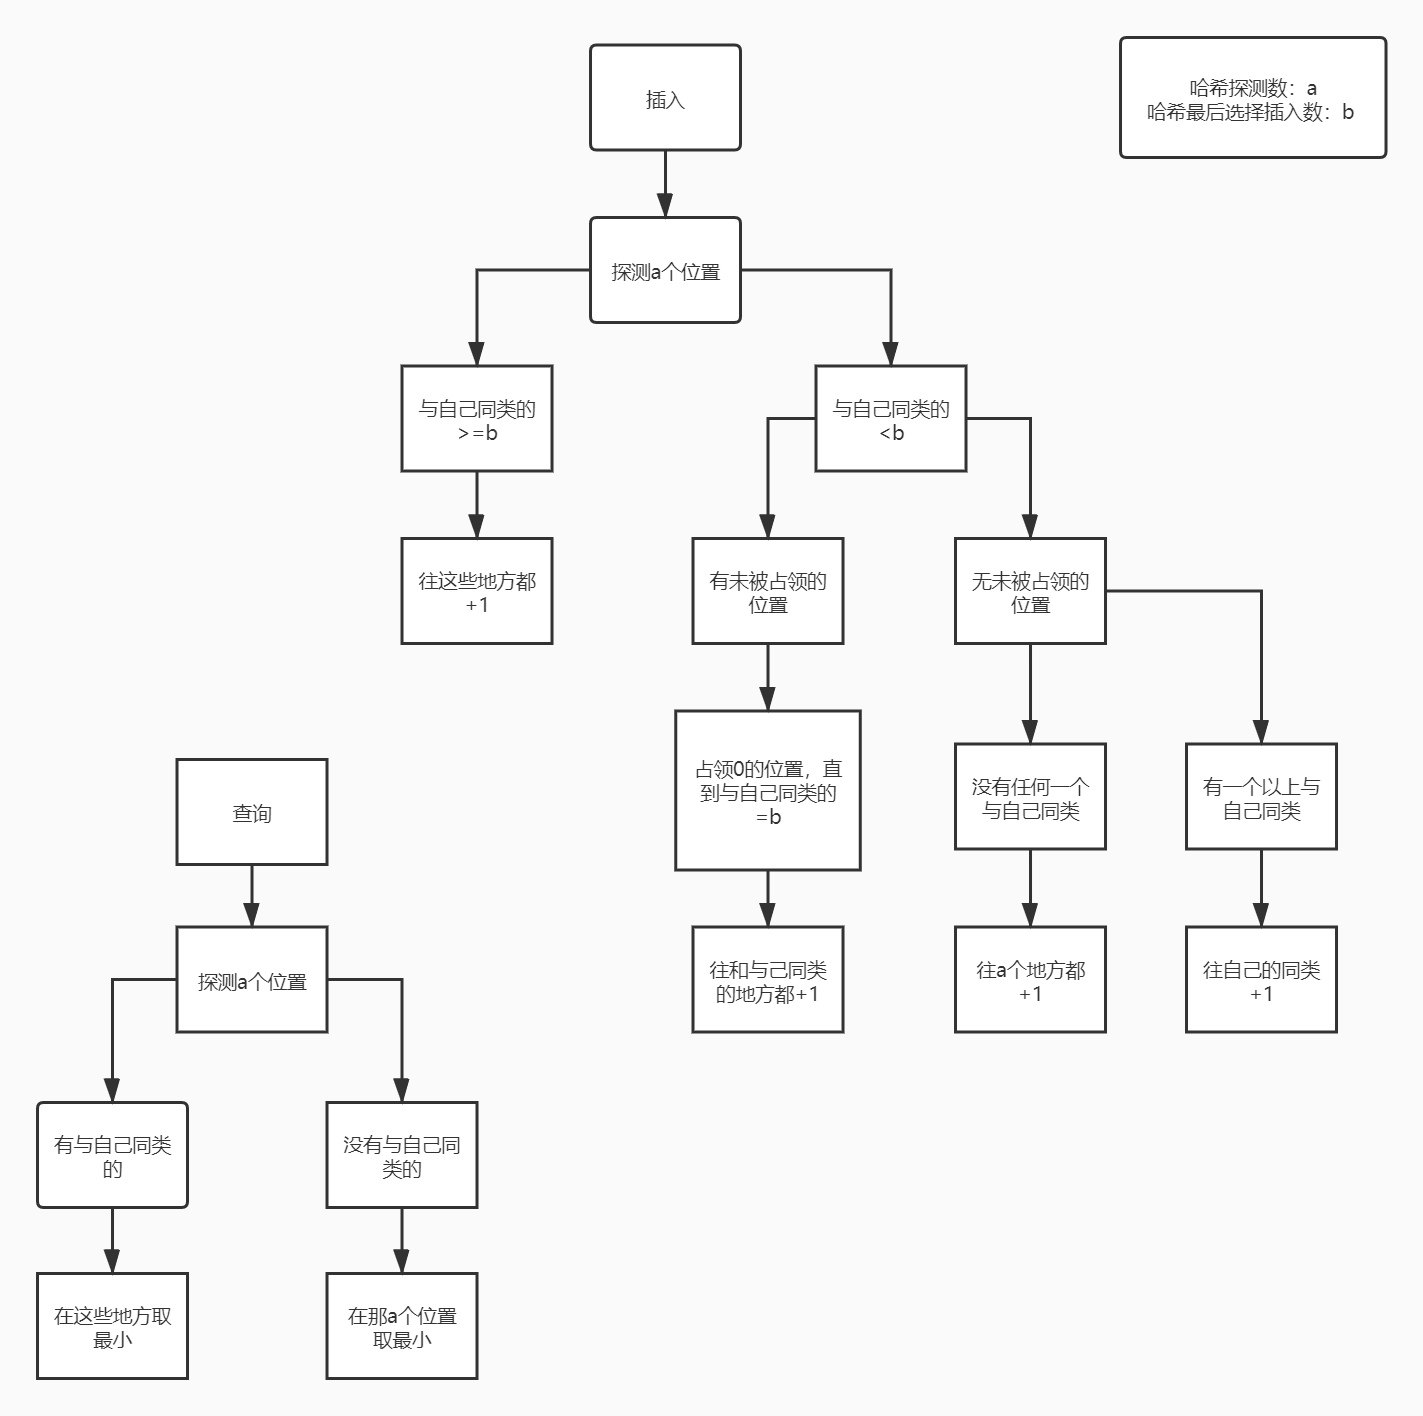 插入
哈希探测数：a
哈希最后选择插入数：b
探测a个位置
与自己同类的
>=b
与自己同类的
<b
往这些地方都
+1
有未被占领的
位置
无未被占领的
位置
占领0的位置，直
到与自己同类的
=b
没有任何一个
与自己同类
有一个以上与
自己同类
往和与己同类
的地方都+1
往a个地方都
+1
往自己的同类
+1
查询
探测a个位置
有与自己同类
的
没有与自己同
类的
在这些地方取
最小
在那a个位置
取最小